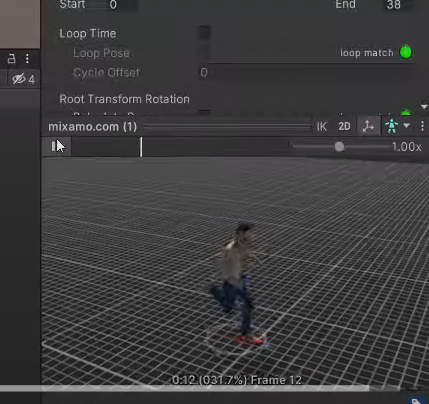 Start 0 End 38
Loop Time
Loop Pose loop match
Cycle Offset 0
Root Transform Rotation
mixamo.com (1) IK 2D
4
1.00x
0:12 (031.7%) Frame 12